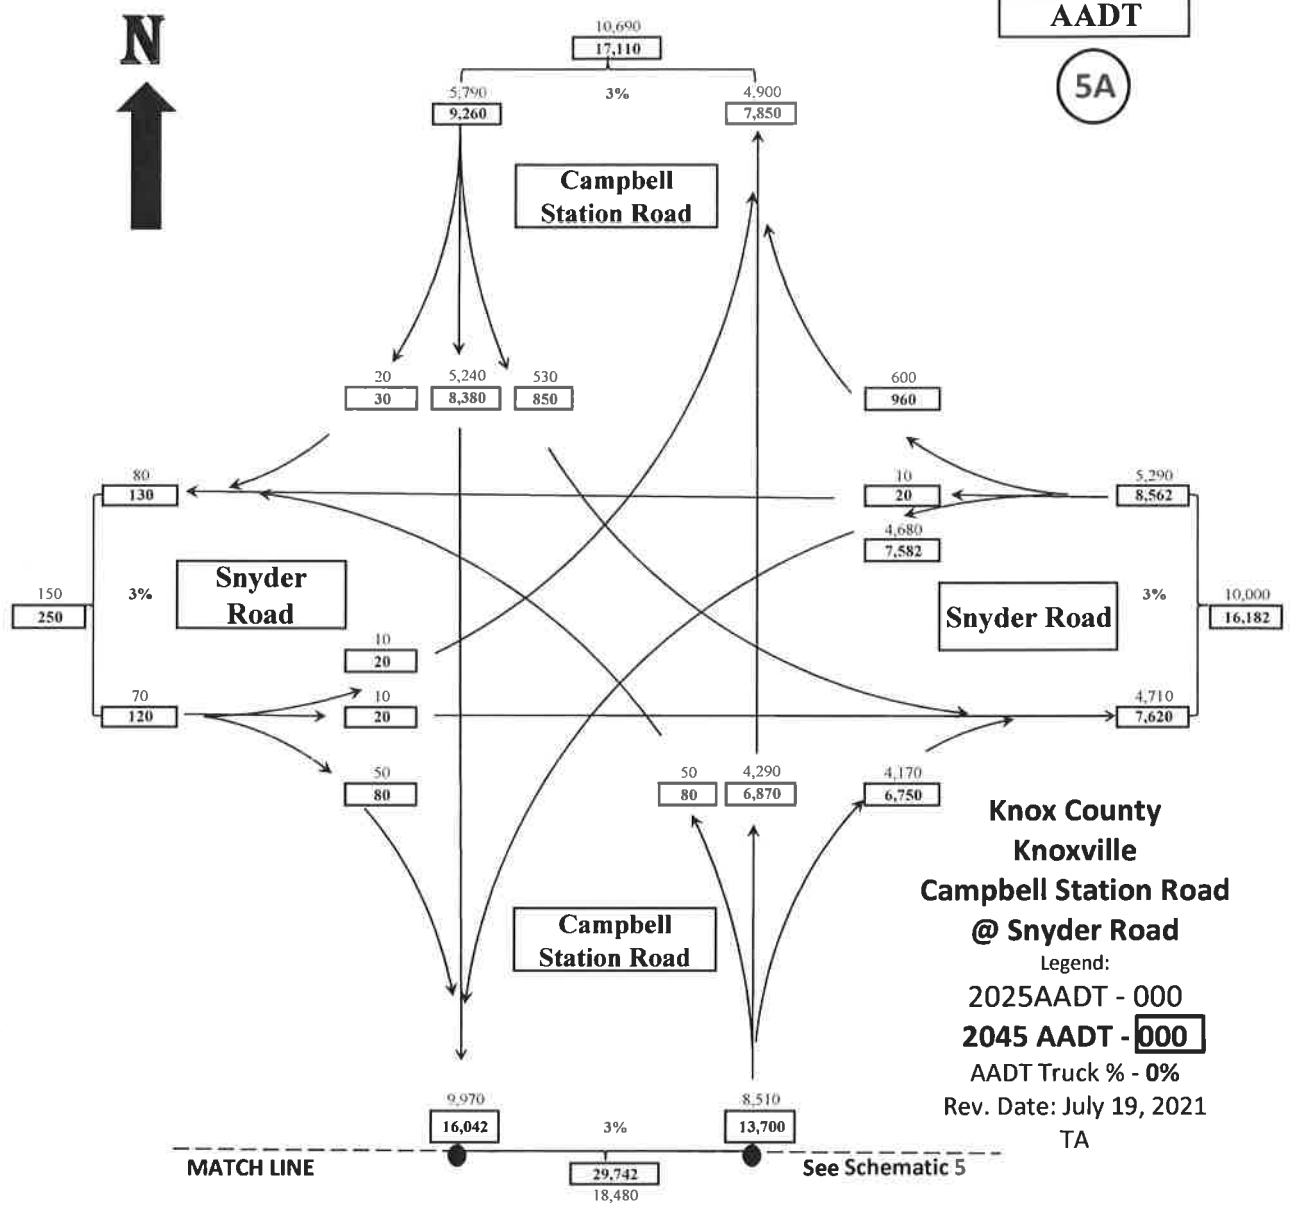 AADT
5A
N
10,690
17,110
5,790
9,260
3%
4,900
7,850
Campbell
Station Road
20
30
5,240
8,380
530
850
600
960
80
130
10
20
5,290
8,562
4,680
7,582
150
250
3%
Snyder
Road
Snyder Road
3%
10,000
16,182
10
20
70
120
10
20
4,710
7,620
50
80
50
80
4,290
6,870
4,170
6,750
Campbell
Station Road
Knox County
Knoxville
Campbell Station Road
@ Snyder Road
Legend:
2025AADT - 000
2045 AADT - 000
AADT Truck % - 0%
Rev. Date: July 19, 2021
TA
9,970
16,042
3%
8,510
13,700
MATCH LINE
29,742
18,480
See Schematic 5